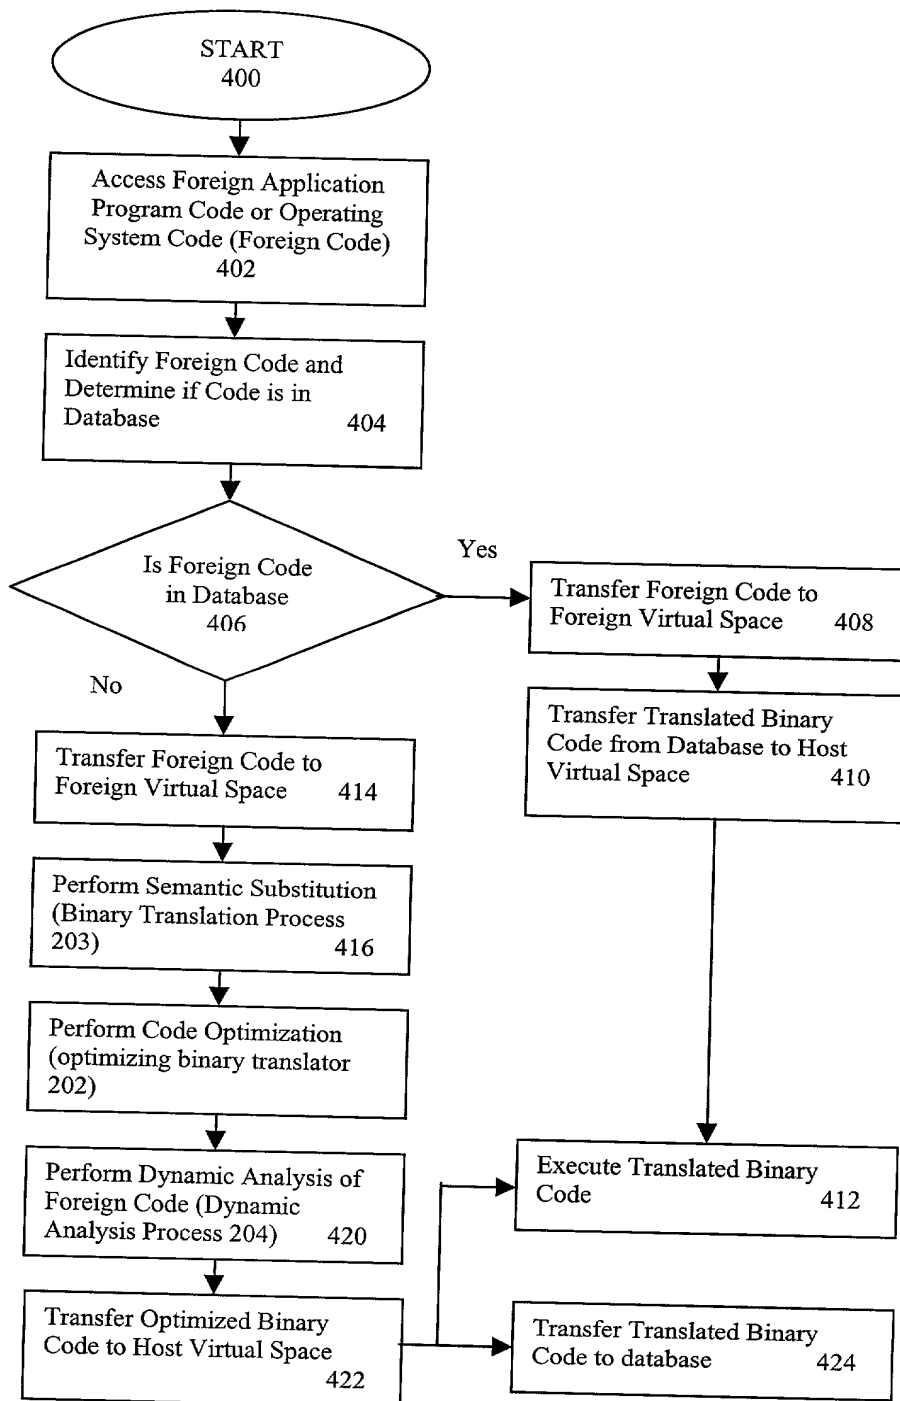 START
400
Access Foreign Application
Program Code or Operating
System Code (Foreign Code)
402
Identify Foreign Code and
Determine if Code is in
Database 404
Is Foreign Code
in Database
406
Yes
No
Transfer Foreign Code to
Foreign Virtual Space 408
Transfer Translated Binary
Code from Database to Host
Virtual Space 410
Transfer Foreign Code to
Foreign Virtual Space 414
Perform Semantic Substitution
(Binary Translation Process
203) 416
Perform Code Optimization
(optimizing binary translator
202)
Perform Dynamic Analysis of
Foreign Code (Dynamic
Analysis Process 204) 420
Transfer Optimized Binary
Code to Host Virtual Space
422
Execute Translated Binary
Code 412
Transfer Translated Binary
Code to database 424